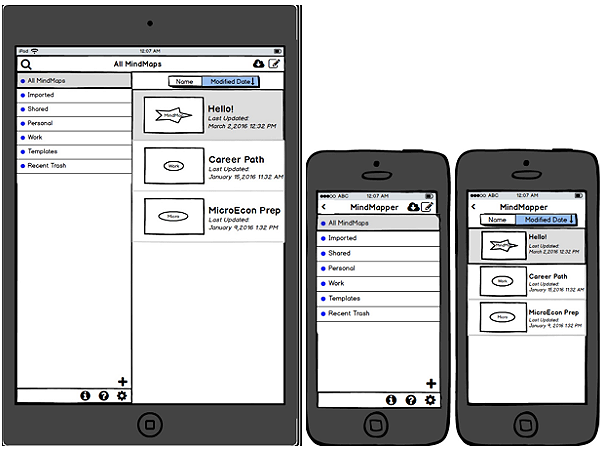 iPod 12:07 AM
All MindMaps
All MindMaps
Imported
Shared
Personal
Work
Templates
Recent Trash
Name Modified Date
MindMap
Hello!
Last Updated:
March 2,2016 12:32 PM
Work
Career Path
Last Updated:
January 15,2016 11:32 AM
Micro
MicroEcon Prep
Last Updated:
January 9,2016 1:32 PM
ABC 12:07 AM
MindMapper
All MindMaps
Imported
Shared
Personal
Work
Templates
Recent Trash
ABC 12:07 AM
MindMapper
Name Modified Date
MindMap
Hello!
Last Updated:
March 2,2016 12:32 PM
Work
Career Path
Last Updated:
January 15,2016 11:32 AM
Micro
MicroEcon Prep
Last Updated:
January 9, 2016 1:32 PM